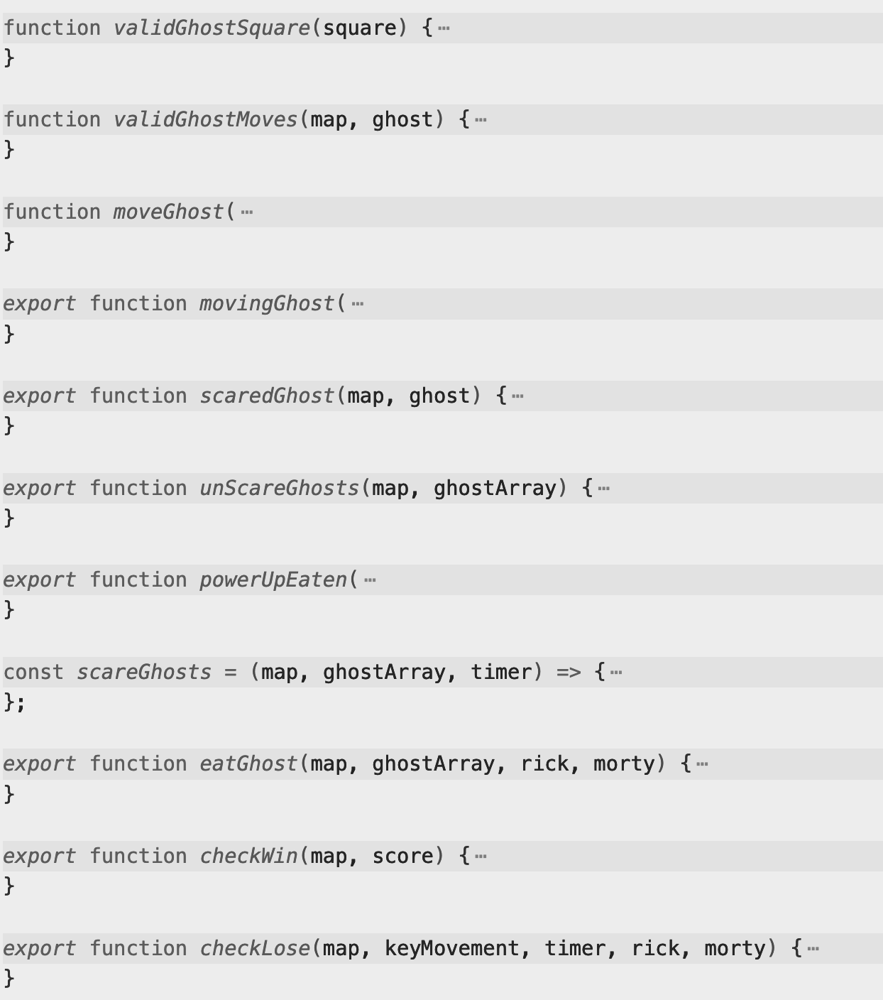 function validGhostSquare(square) {⋯
}
function validGhostMoves(map, ghost) {⋯
}
function moveGhost(⋯
}
export function movingGhost(⋯
}
export function scaredGhost(map, ghost) {⋯
}
export function unScareGhosts(map, ghostArray) {⋯
}
export function powerUpEaten(⋯
}
const scareGhosts = (map, ghostArray, timer) => {⋯
};
export function eatGhost(map, ghostArray, rick, morty) {⋯
}
export function checkWin(map, score) {⋯
}
export function checkLose(map, keyMovement, timer, rick, morty) {⋯
}